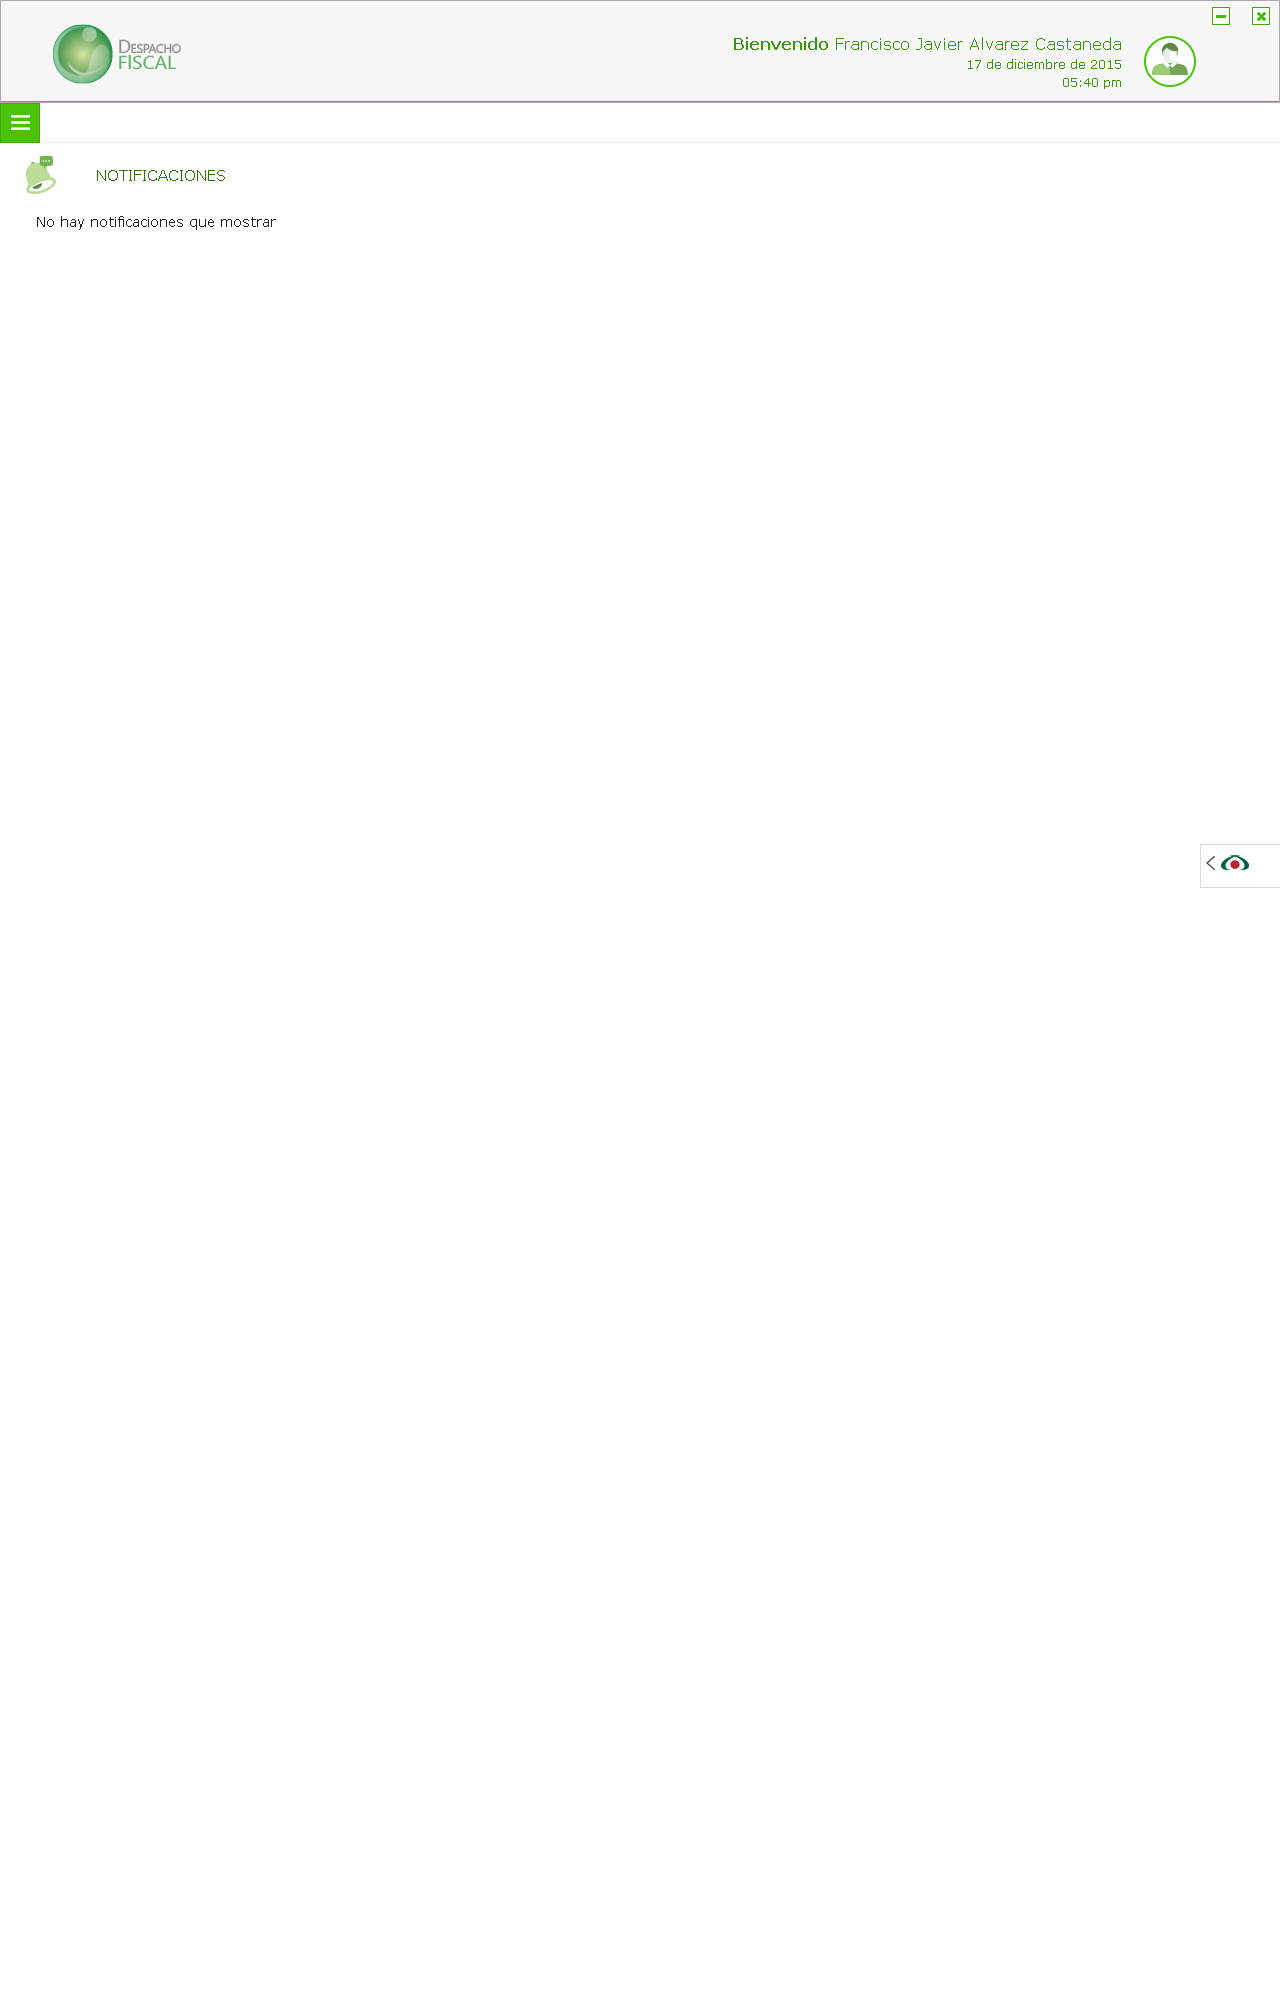 DESPACHO
FISCAL
Bienvenido Francisco Javier Alvarez Castaneda
17 de diciembre de 2015
05:40 pm
NOTIFICACIONES
No hay notificaciones que mostrar